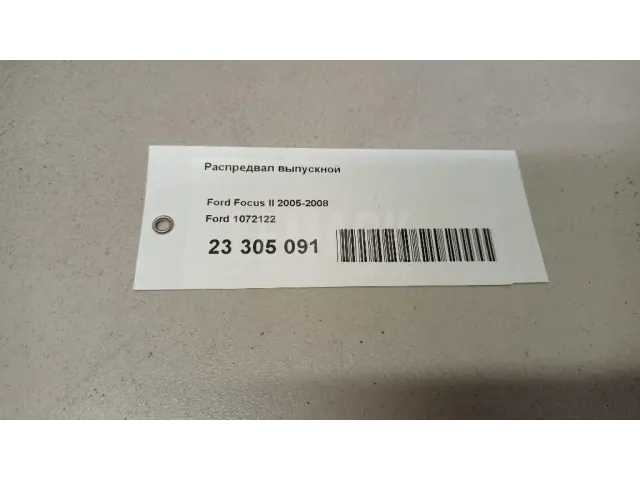 Распредвал выпускной
Ford Focus II 2005-2008
Ford 1072122
23 305 091